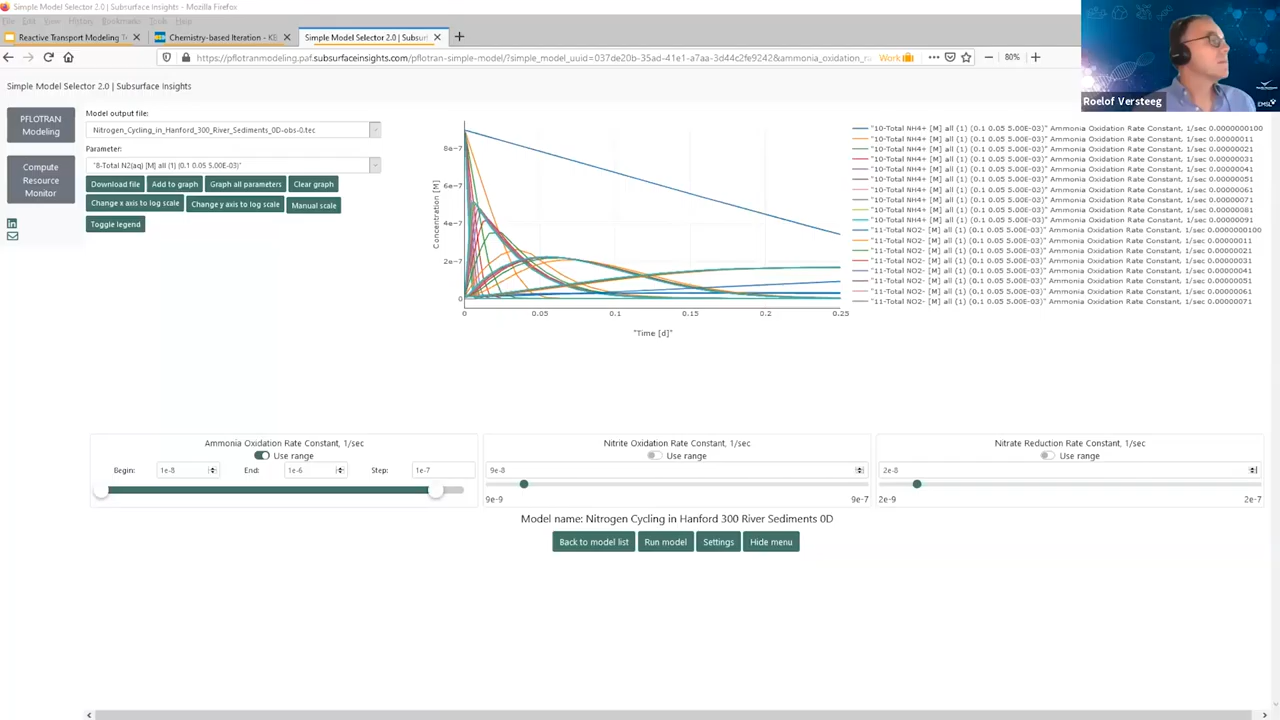 Simple Model Selector 2.0 | Subsurface Insights - Mozilla Firefox
File Edit View History Bookmarks Tools Help
Reactive Transport Modeling T
Chemistry-based Iteration - KB
Simple Model Selector 2.0 | Subsurf
https://pflotranmodeling.paf.subsurfaceinsights.com/pflotran-simple-model/?simple_model_uuid=037de20b-35ad-41e1-a7aa-3d44c2fe9242&ammonia_oxidation_r
Work
80%
Roelof Versteeg
EMSL
Simple Model Selector 2.0 | Subsurface Insights
PFLOTRAN
Modeling
Compute
Resource
Monitor
Model output file:
Nitrogen_Cycling_in_Hanford_300_River_Sediments_0D-obs-0.tec
Parameter:
"8-Total N2(aq) [M] all (1) (0.1 0.05 5.00E-03)"
Download file
Add to graph
Graph all parameters
Clear graph
Change x axis to log scale
Change y axis to log scale
Manual scale
Toggle legend
Concentration [M]
8e-7
6e-7
4e-7
2e-7
0
0
0.05
0.1
0.15
0.2
0.25
"Time [d]"
"10-Total NH4+ [M] all (1) (0.1 0.05 5.00E-03)" Ammonia Oxidation Rate Constant, 1/sec 0.0000000100
"10-Total NH4+ [M] all (1) (0.1 0.05 5.00E-03)" Ammonia Oxidation Rate Constant, 1/sec 0.00000011
"10-Total NH4+ [M] all (1) (0.1 0.05 5.00E-03)" Ammonia Oxidation Rate Constant, 1/sec 0.00000021
"10-Total NH4+ [M] all (1) (0.1 0.05 5.00E-03)" Ammonia Oxidation Rate Constant, 1/sec 0.00000031
"10-Total NH4+ [M] all (1) (0.1 0.05 5.00E-03)" Ammonia Oxidation Rate Constant, 1/sec 0.00000041
"10-Total NH4+ [M] all (1) (0.1 0.05 5.00E-03)" Ammonia Oxidation Rate Constant, 1/sec 0.00000051
"10-Total NH4+ [M] all (1) (0.1 0.05 5.00E-03)" Ammonia Oxidation Rate Constant, 1/sec 0.00000061
"10-Total NH4+ [M] all (1) (0.1 0.05 5.00E-03)" Ammonia Oxidation Rate Constant, 1/sec 0.00000071
"10-Total NH4+ [M] all (1) (0.1 0.05 5.00E-03)" Ammonia Oxidation Rate Constant, 1/sec 0.00000081
"10-Total NH4+ [M] all (1) (0.1 0.05 5.00E-03)" Ammonia Oxidation Rate Constant, 1/sec 0.00000091
"11-Total NO2- [M] all (1) (0.1 0.05 5.00E-03)" Ammonia Oxidation Rate Constant, 1/sec 0.0000000100
"11-Total NO2- [M] all (1) (0.1 0.05 5.00E-03)" Ammonia Oxidation Rate Constant, 1/sec 0.00000011
"11-Total NO2- [M] all (1) (0.1 0.05 5.00E-03)" Ammonia Oxidation Rate Constant, 1/sec 0.00000021
"11-Total NO2- [M] all (1) (0.1 0.05 5.00E-03)" Ammonia Oxidation Rate Constant, 1/sec 0.00000031
"11-Total NO2- [M] all (1) (0.1 0.05 5.00E-03)" Ammonia Oxidation Rate Constant, 1/sec 0.00000041
"11-Total NO2- [M] all (1) (0.1 0.05 5.00E-03)" Ammonia Oxidation Rate Constant, 1/sec 0.00000051
"11-Total NO2- [M] all (1) (0.1 0.05 5.00E-03)" Ammonia Oxidation Rate Constant, 1/sec 0.00000061
"11-Total NO2- [M] all (1) (0.1 0.05 5.00E-03)" Ammonia Oxidation Rate Constant, 1/sec 0.00000071
Ammonia Oxidation Rate Constant, 1/sec
Use range
Begin: 1e-8 End: 1e-6 Step: 1e-7
Nitrite Oxidation Rate Constant, 1/sec
Use range
9e-8
9e-9 9e-7
Nitrate Reduction Rate Constant, 1/sec
Use range
2e-8
2e-9 2e-7
Model name: Nitrogen Cycling in Hanford 300 River Sediments 0D
Back to model list
Run model
Settings
Hide menu